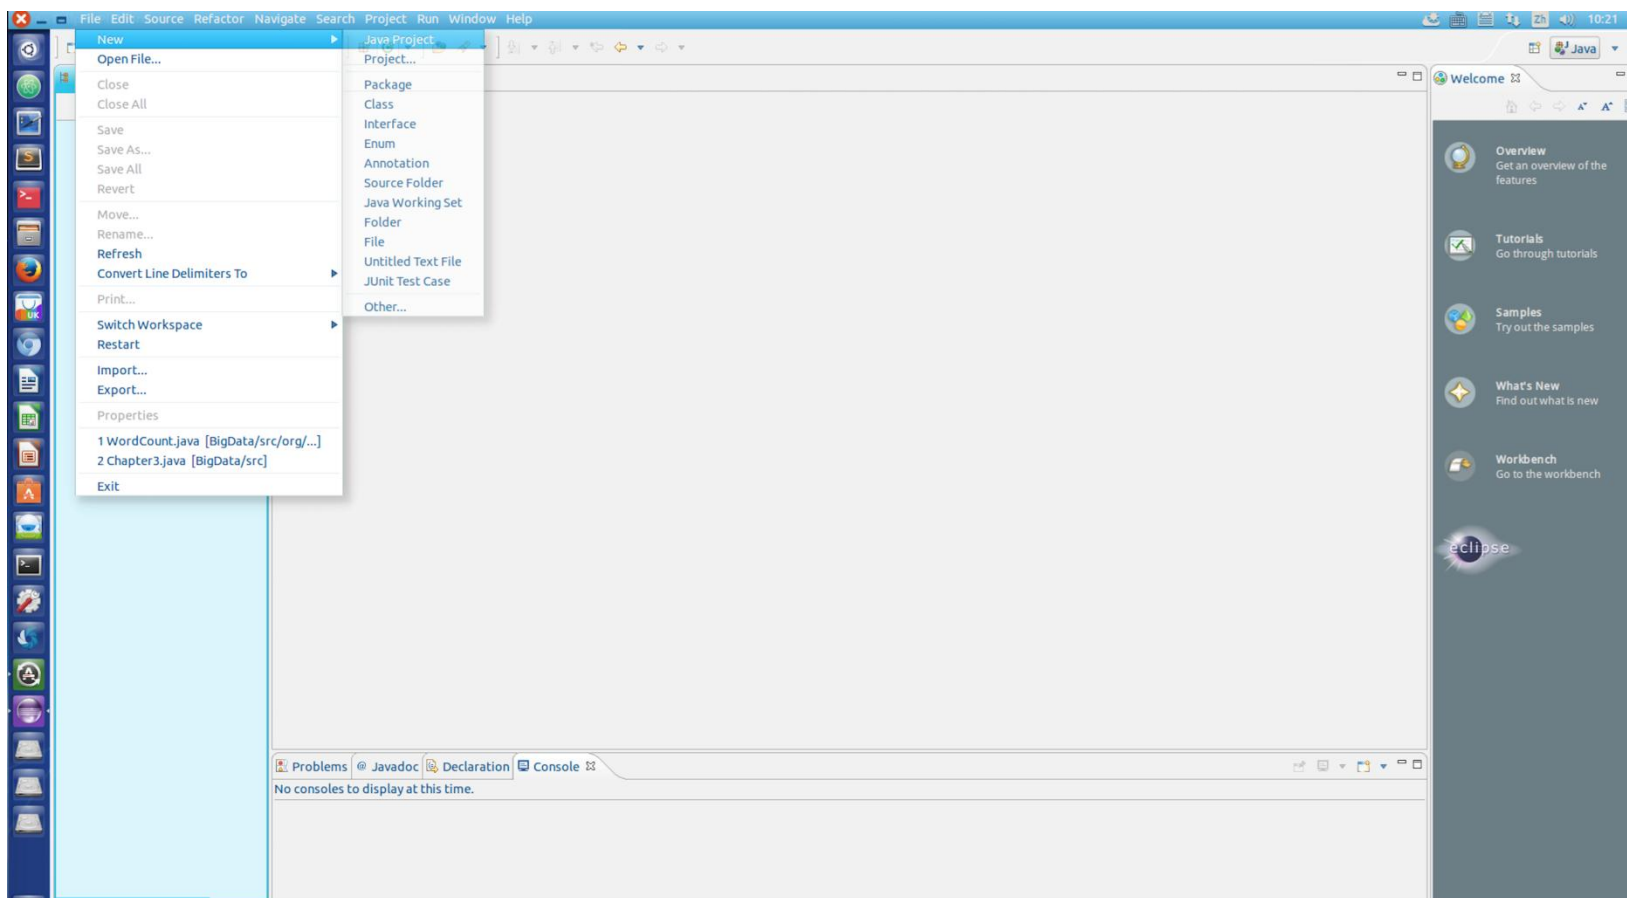 File Edit Source Refactor Navigate Search Project Run Window Help
Zh 10:21
New
Open File...
Close
Close All
Save
Save As...
Save All
Revert
Move...
Rename...
Refresh
Convert Line Delimiters To
Print...
Switch Workspace
Restart
Import...
Export...
Properties
1 WordCount.java [BigData/src/org/...]
2 Chapter3.java [BigData/src]
Exit
Java Project
Project...
Package
Class
Interface
Enum
Annotation
Source Folder
Java Working Set
Folder
File
Untitled Text File
JUnit Test Case
Other...
Java
Welcome
Overview
Get an overview of the
features
Tutorials
Go through tutorials
Samples
Try out the samples
What's New
Find out what is new
Workbench
Go to the workbench
eclipse
Problems @ Javadoc Declaration Console
No consoles to display at this time.
UK